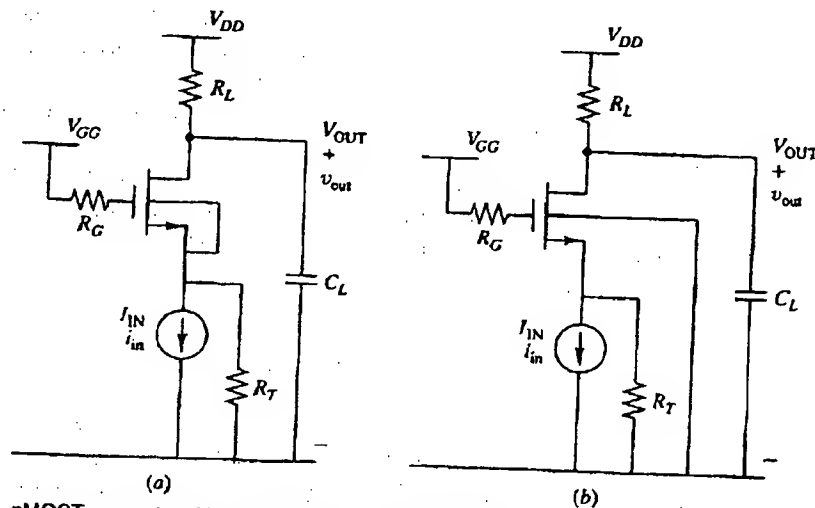 V_DD
R_L
V_GG
V_OUT
+
v_out
R_G
C_L
I_IN
i_in
R_T
−
(a)
V_DD
R_L
V_GG
V_OUT
+
v_out
R_G
C_L
I_IN
i_in
R_T
−
(b)